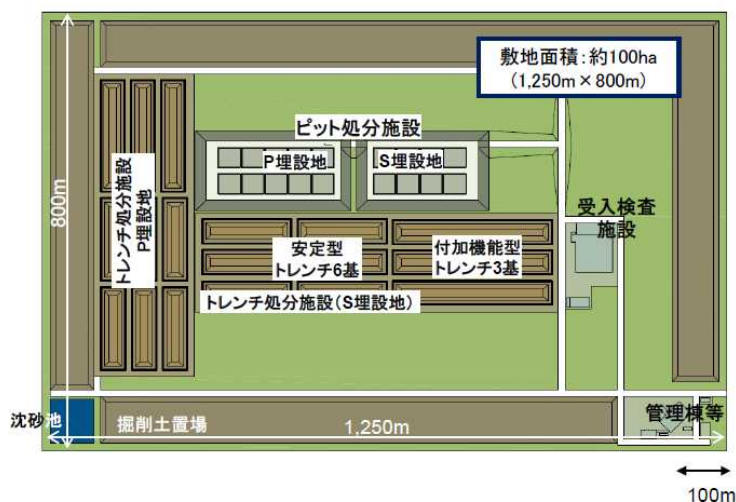 敷地面積：約100ha
（1,250m×800m）
ピット処分施設
P埋設地
S埋設地
トレンチ処分施設
P埋設地
800m
受入検査
施設
安定型
トレンチ6基
付加機能型
トレンチ3基
トレンチ処分施設（S埋設地）
沈砂池
掘削土置場
1,250m
管理棟等
100m